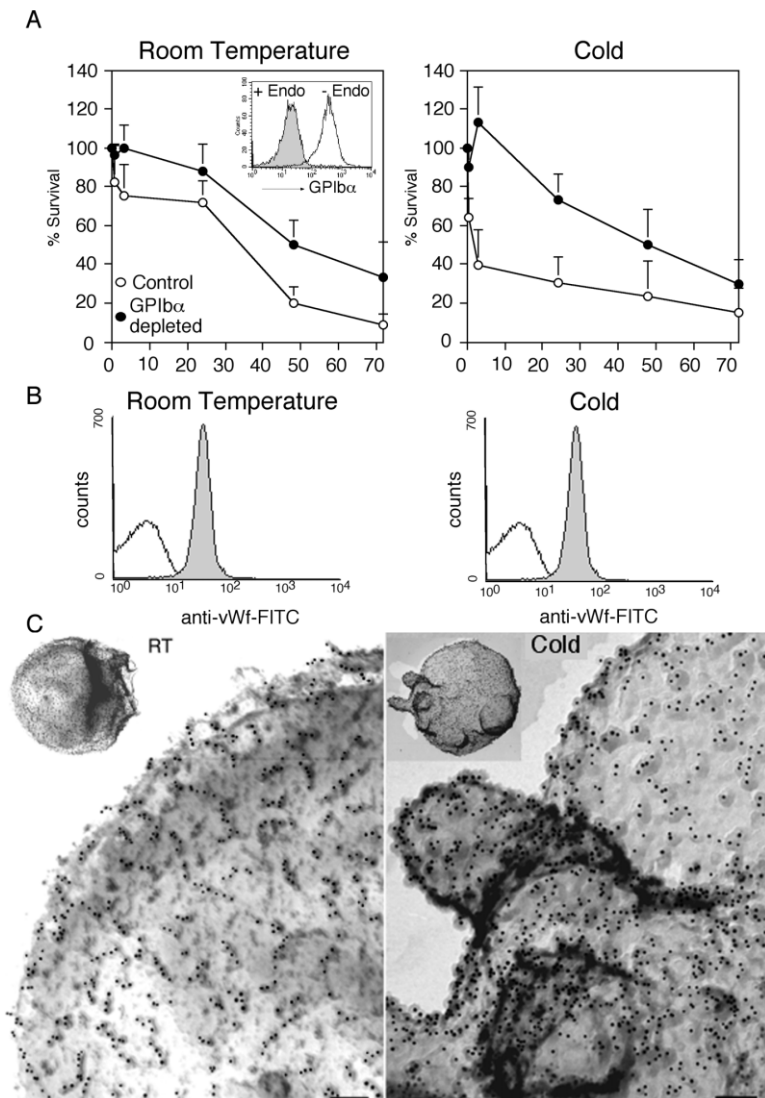 A
Room Temperature
Cold
140
120
100
80
60
40
20
0
% Survival
0 10 20 30 40 50 60 70
+ Endo
- Endo
Counts
GPIbα
Control
GPIbα
depleted
140
120
100
80
60
40
20
0
% Survival
0 10 20 30 40 50 60 70
B
Room Temperature
Cold
700
counts
0
10⁰ 10¹ 10² 10³ 10⁴
anti-vWf-FITC
700
counts
0
10⁰ 10¹ 10² 10³ 10⁴
anti-vWf-FITC
C
RT
Cold